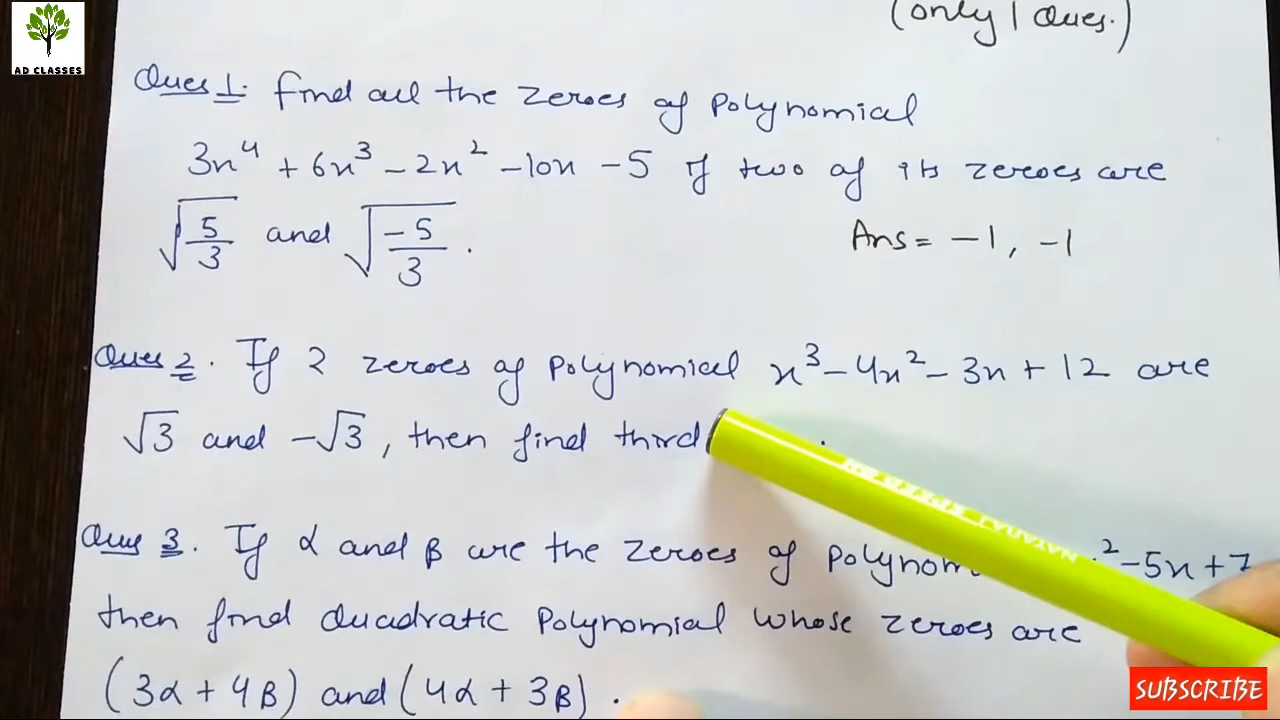 AD CLASSES
(only 1 Ques.)
Ques 1. Find all the zeroes of Polynomial
3x⁴ + 6x³ - 2x² - 10x - 5 if two of its zeroes are
√(5/3) and √(-5/3).
Ans = -1, -1
Ques 2. If 2 zeroes of Polynomial x³ - 4x² - 3x + 12 are
√3 and -√3, then find third .
Ques 3. If α and β are the zeroes of ² - 5x + 7
then find Quadratic Polynomial whose zeroes are
(3α + 4β) and (4α + 3β).
SUBSCRIBE